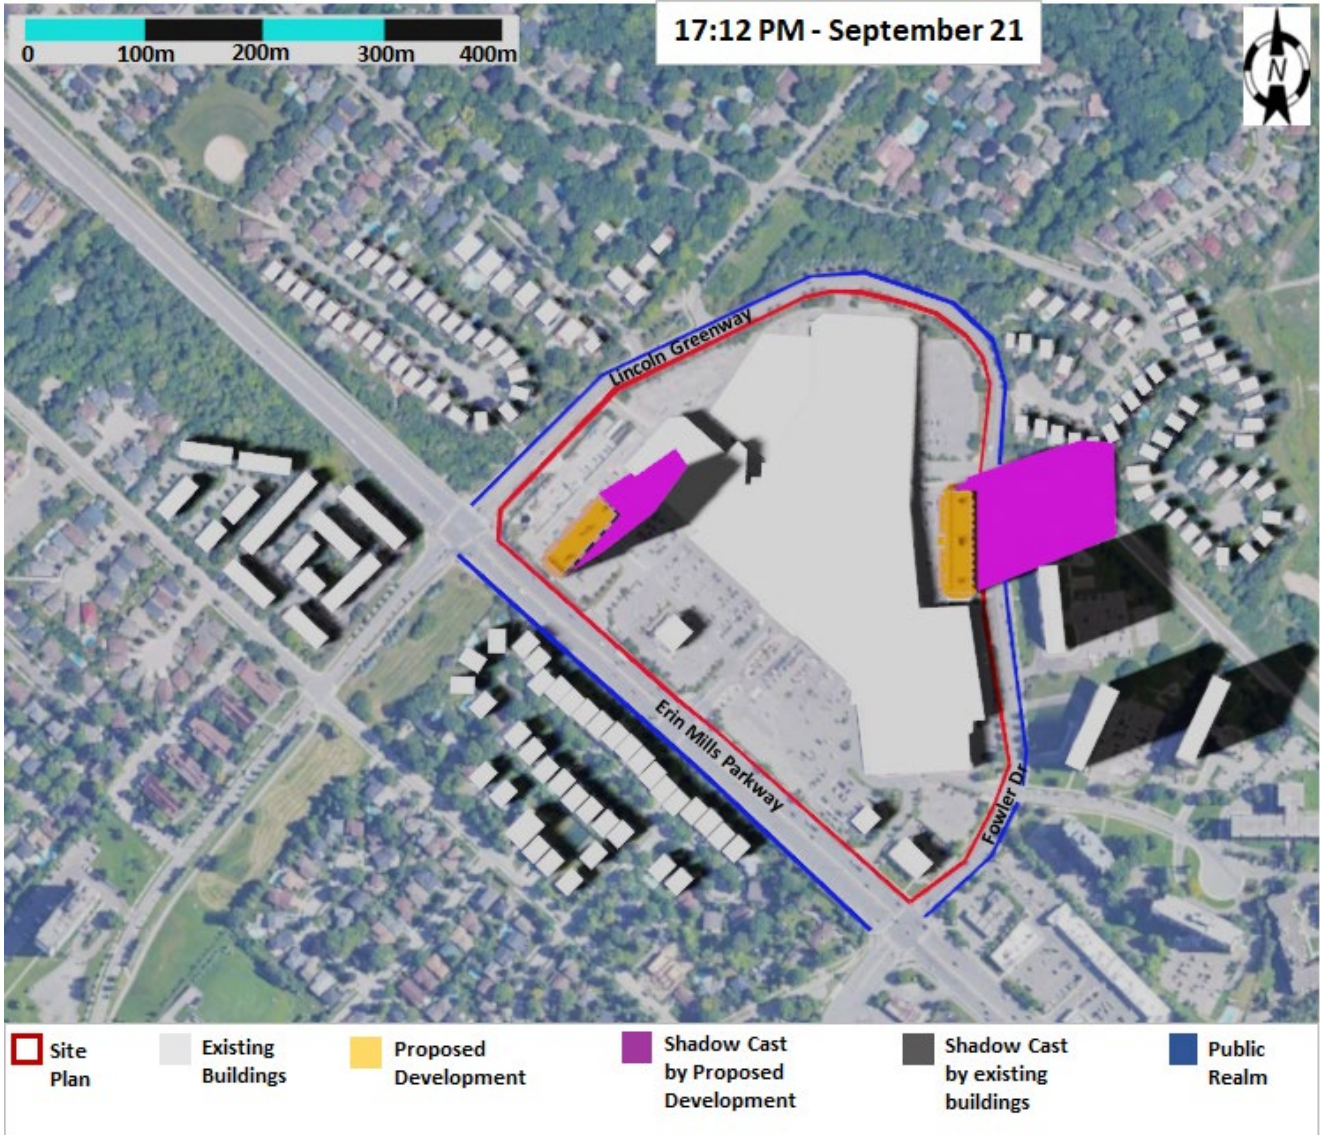 17:12 PM - September 21
0 100m 200m 300m 400m
N
Lincoln Greenway
Erin Mills Parkway
Fowler Dr
Site
Plan
Existing
Buildings
Proposed
Development
Shadow Cast
by Proposed
Development
Shadow Cast
by existing
buildings
Public
Realm